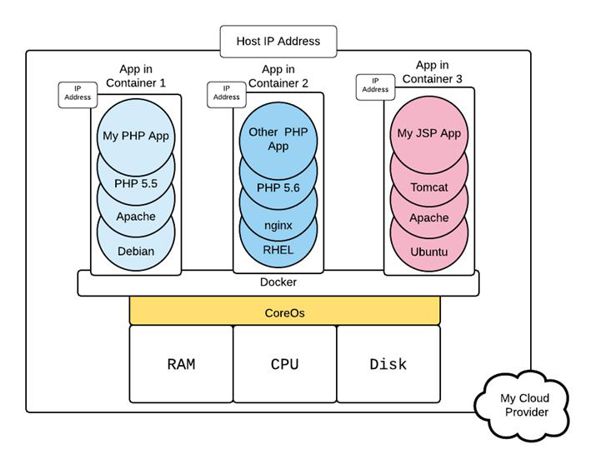 Host IP Address
App in
Container 1
App in
Container 2
App in
Container 3
IP
Address
IP
Address
IP
Address
My PHP App
PHP 5.5
Apache
Debian
Other PHP
App
PHP 5.6
nginx
RHEL
My JSP App
Tomcat
Apache
Ubuntu
Docker
CoreOs
RAM
CPU
Disk
My Cloud
Provider